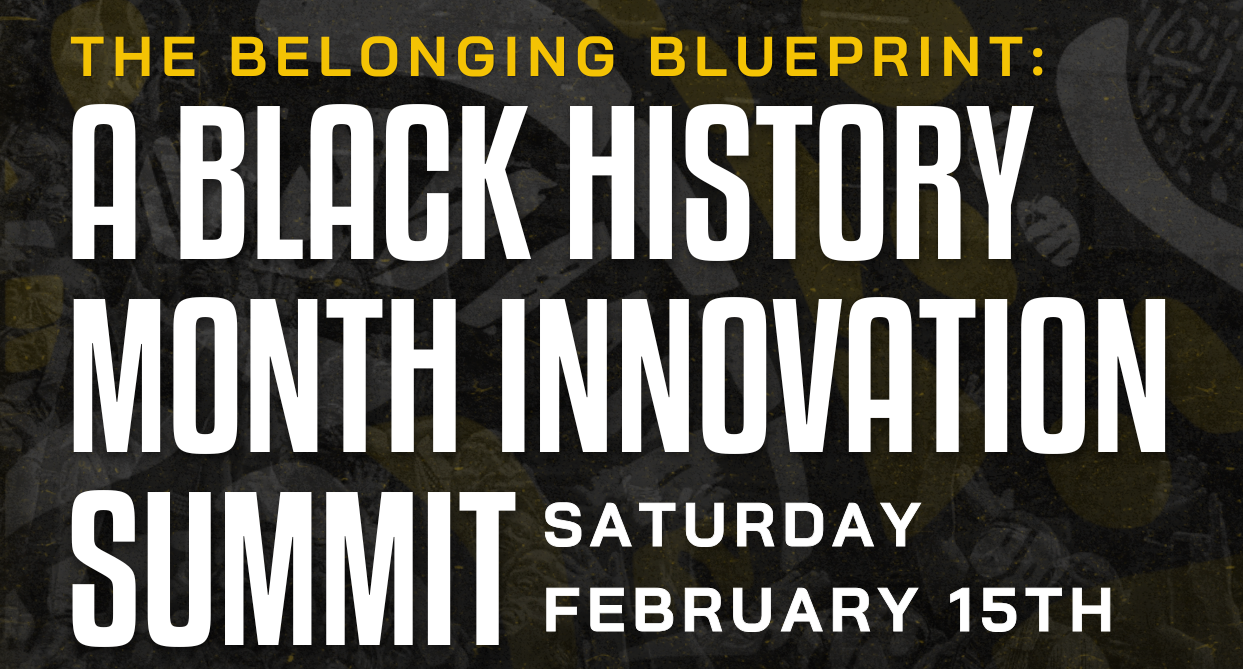 THE BELONGING BLUEPRINT:
A BLACK HISTORY
MONTH INNOVATION
SUMMIT
SATURDAY
FEBRUARY 15TH